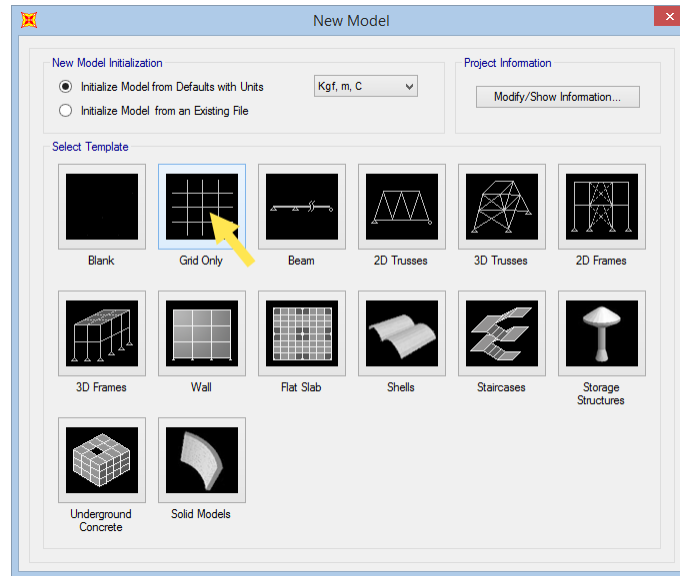 New Model
New Model Initialization
Project Information
Initialize Model from Defaults with Units
Kgf, m, C
Modify/Show Information...
Initialize Model from an Existing File
Select Template
Blank
Grid Only
Beam
2D Trusses
3D Trusses
2D Frames
3D Frames
Wall
Flat Slab
Shells
Staircases
Storage
Structures
Underground
Concrete
Solid Models